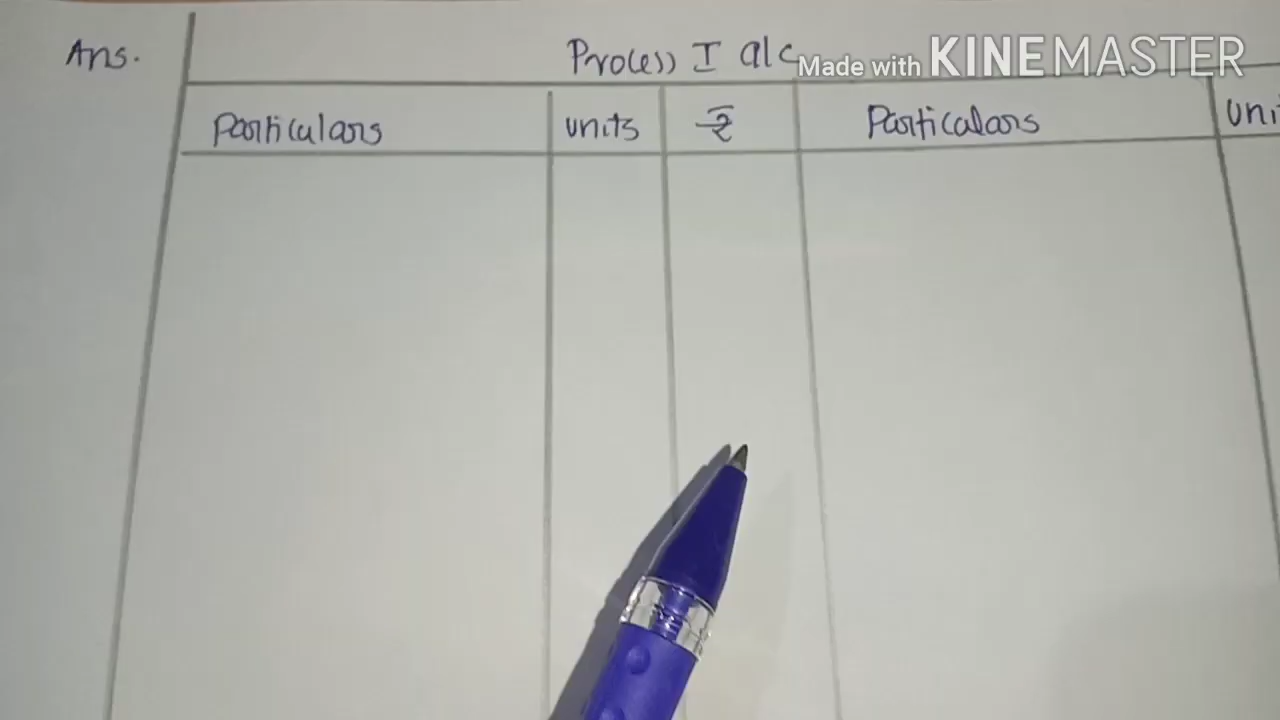 Ans.
Process I a/c
Made with KINEMASTER
Particulars units ₹ Particulars uni